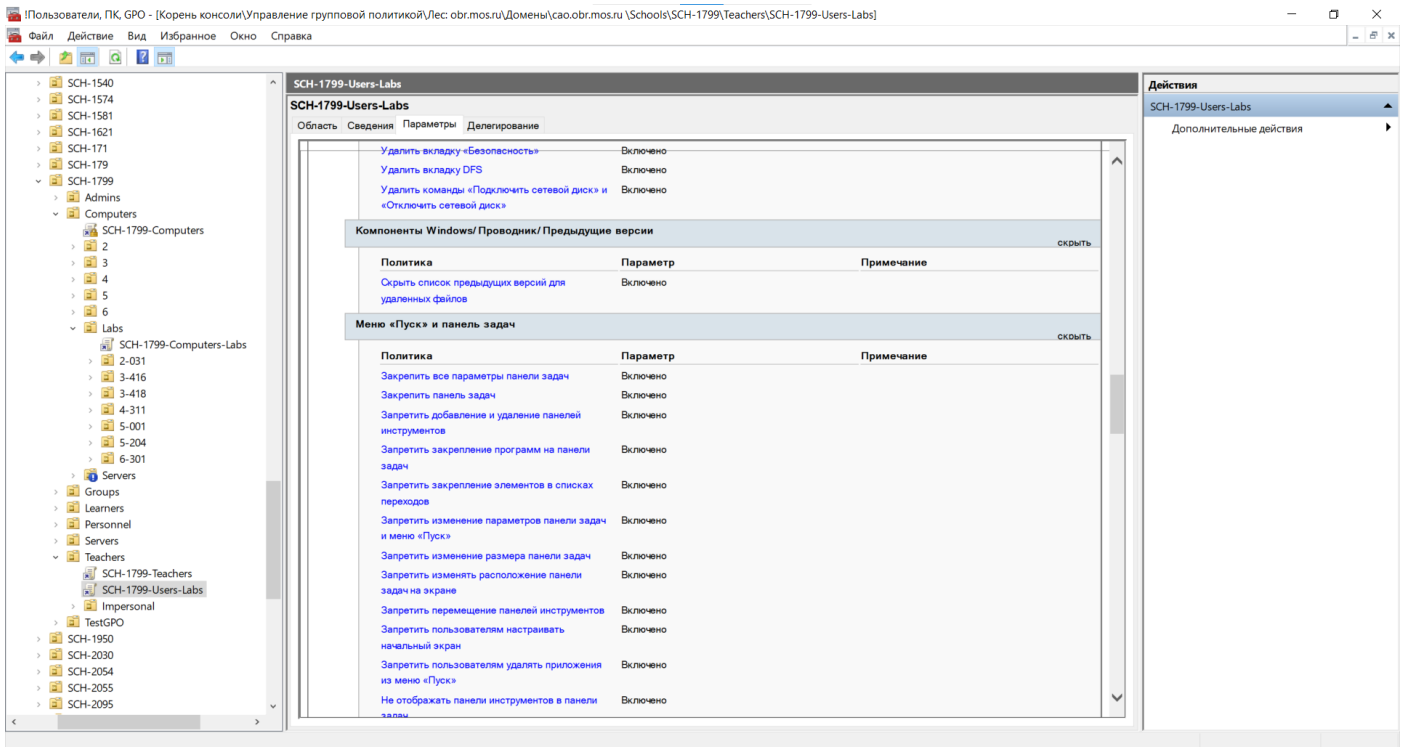 !Пользователи, ПК, GPO - [Корень консоли\Управление групповой политикой\Лес: obr.mos.ru\Домены\cao.obr.mos.ru \Schools\SCH-1799\Teachers\SCH-1799-Users-Labs]
Файл Действие Вид Избранное Окно Справка
SCH-1540
SCH-1574
SCH-1581
SCH-1621
SCH-171
SCH-179
SCH-1799
Admins
Computers
SCH-1799-Computers
2
3
4
5
6
Labs
SCH-1799-Computers-Labs
2-031
3-416
3-418
4-311
5-001
5-204
6-301
Servers
Groups
Learners
Personnel
Servers
Teachers
SCH-1799-Teachers
SCH-1799-Users-Labs
Impersonal
TestGPO
SCH-1950
SCH-2030
SCH-2054
SCH-2055
SCH-2095
SCH-1799-Users-Labs
SCH-1799-Users-Labs
Область Сведения Параметры Делегирование
Удалить вкладку «Безопасность» Включено
Удалить вкладку DFS Включено
Удалить команды «Подключить сетевой диск» и Включено
«Отключить сетевой диск»
Компоненты Windows/Проводник/Предыдущие версии
скрыть
Политика Параметр Примечание
Скрыть список предыдущих версий для Включено
удаленных файлов
Меню «Пуск» и панель задач
скрыть
Политика Параметр Примечание
Закрепить все параметры панели задач Включено
Закрепить панель задач Включено
Запретить добавление и удаление панелей Включено
инструментов
Запретить закрепление программ на панели Включено
задач
Запретить закрепление элементов в списках Включено
переходов
Запретить изменение параметров панели задач Включено
и меню «Пуск»
Запретить изменение размера панели задач Включено
Запретить изменять расположение панели Включено
задач на экране
Запретить перемещение панелей инструментов Включено
Запретить пользователям настраивать Включено
начальный экран
Запретить пользователям удалять приложения Включено
из меню «Пуск»
Не отображать панели инструментов в панели Включено
задач
Действия
SCH-1799-Users-Labs
Дополнительные действия